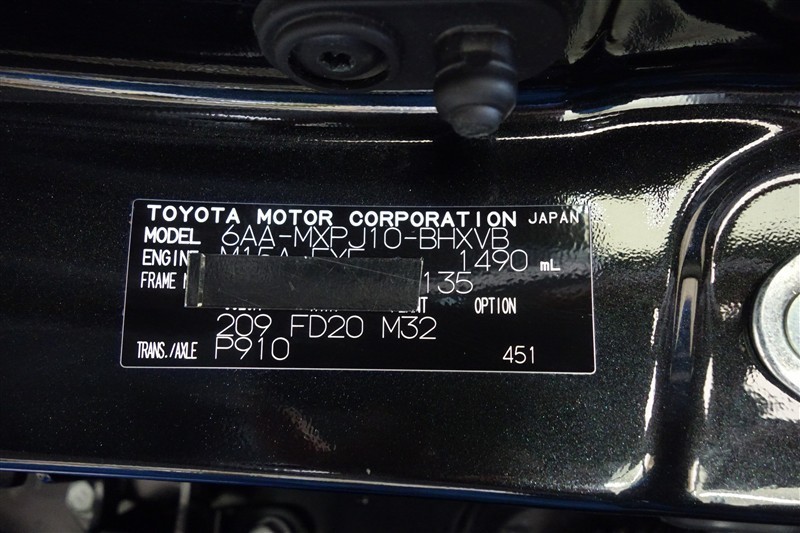 TOYOTA MOTOR CORPORATION JAPAN
MODEL 6AA-MXPJ10-BHXVB
ENGINE 1490 mL
FRAME 135
OPTION
209 FD20 M32
TRANS./AXLE P910 451